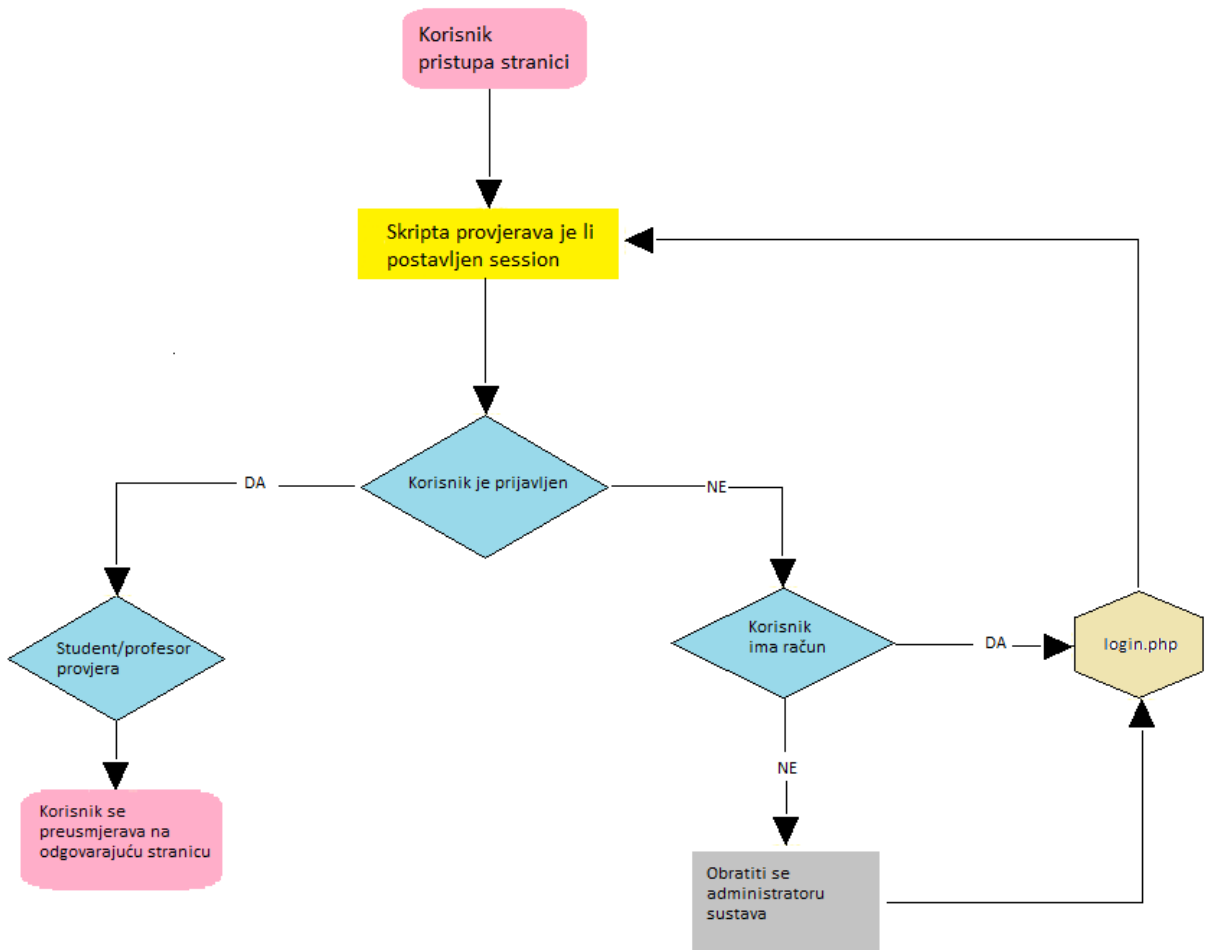 Korisnik
pristupa stranici
Skripta provjerava je li
postavljen session
Korisnik je prijavljen
DA
NE
Student/profesor
provjera
Korisnik
ima račun
DA
login.php
NE
Korisnik se
preusmjerava na
odgovarajuću stranicu
Obratiti se
administratoru
sustava